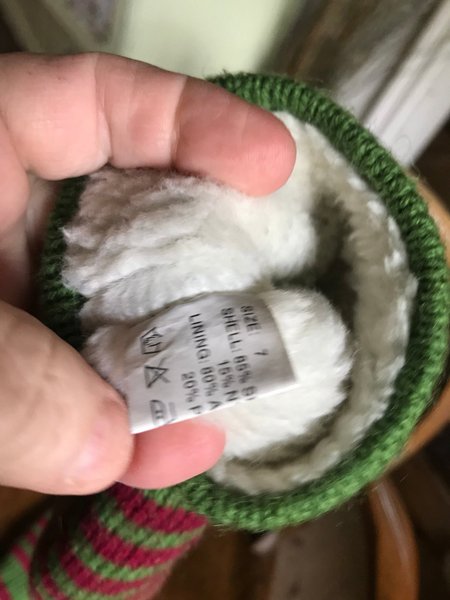 SIZE 7
SHELL: 85% S
15% N
LINING: 80% A
20% P